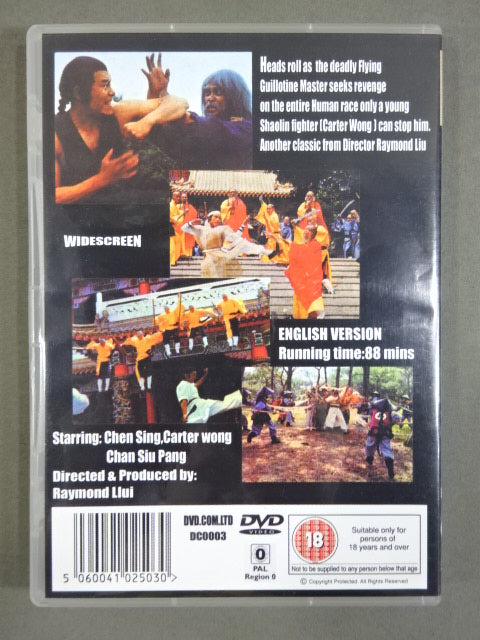 Heads roll as the deadly Flying
Guillotine Master seeks revenge
on the entire Human race only a young
Shaolin fighter (Carter Wong ) can stop him.
Another classic from Director Raymond Liu
WIDESCREEN
ENGLISH VERSION
Running time:88 mins
Starring: Chen Sing,Carter wong
Chan Siu Pang
Directed & Produced by:
Raymond Llui
DVD.COM.LTD
DC0003
DVD
VIDEO
0
PAL
Region 0
18
Suitable only for
persons of
18 years and over
Not to be supplied to any person below that age
© Copyright Protected. All Rights Reserved.
5 060041 025030 >